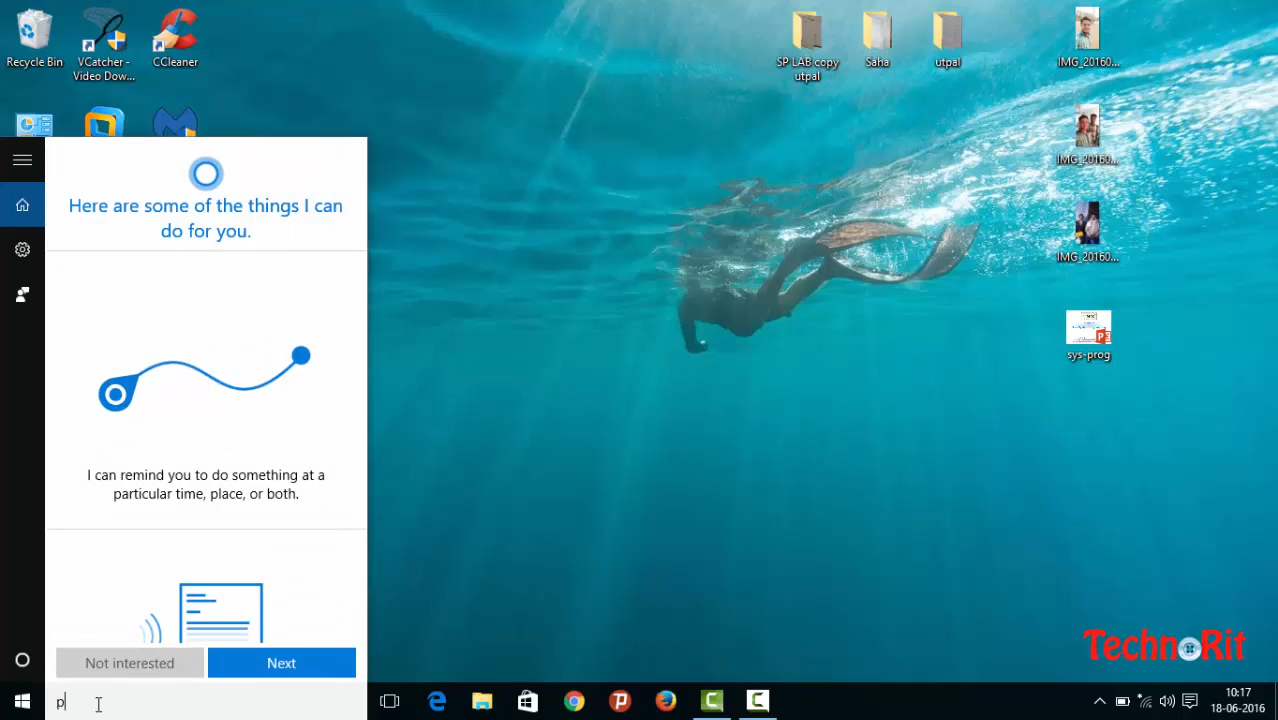 Recycle Bin
VCatcher -
Video Dow...
CCleaner
SP LAB copy
utpal
Saha
utpal
IMG_20160...
IMG_20160...
IMG_20160...
sys-prog
Here are some of the things I can
do for you.
I can remind you to do something at a
particular time, place, or both.
Not interested
Next
p
TechnoRit
10:17
18-06-2016